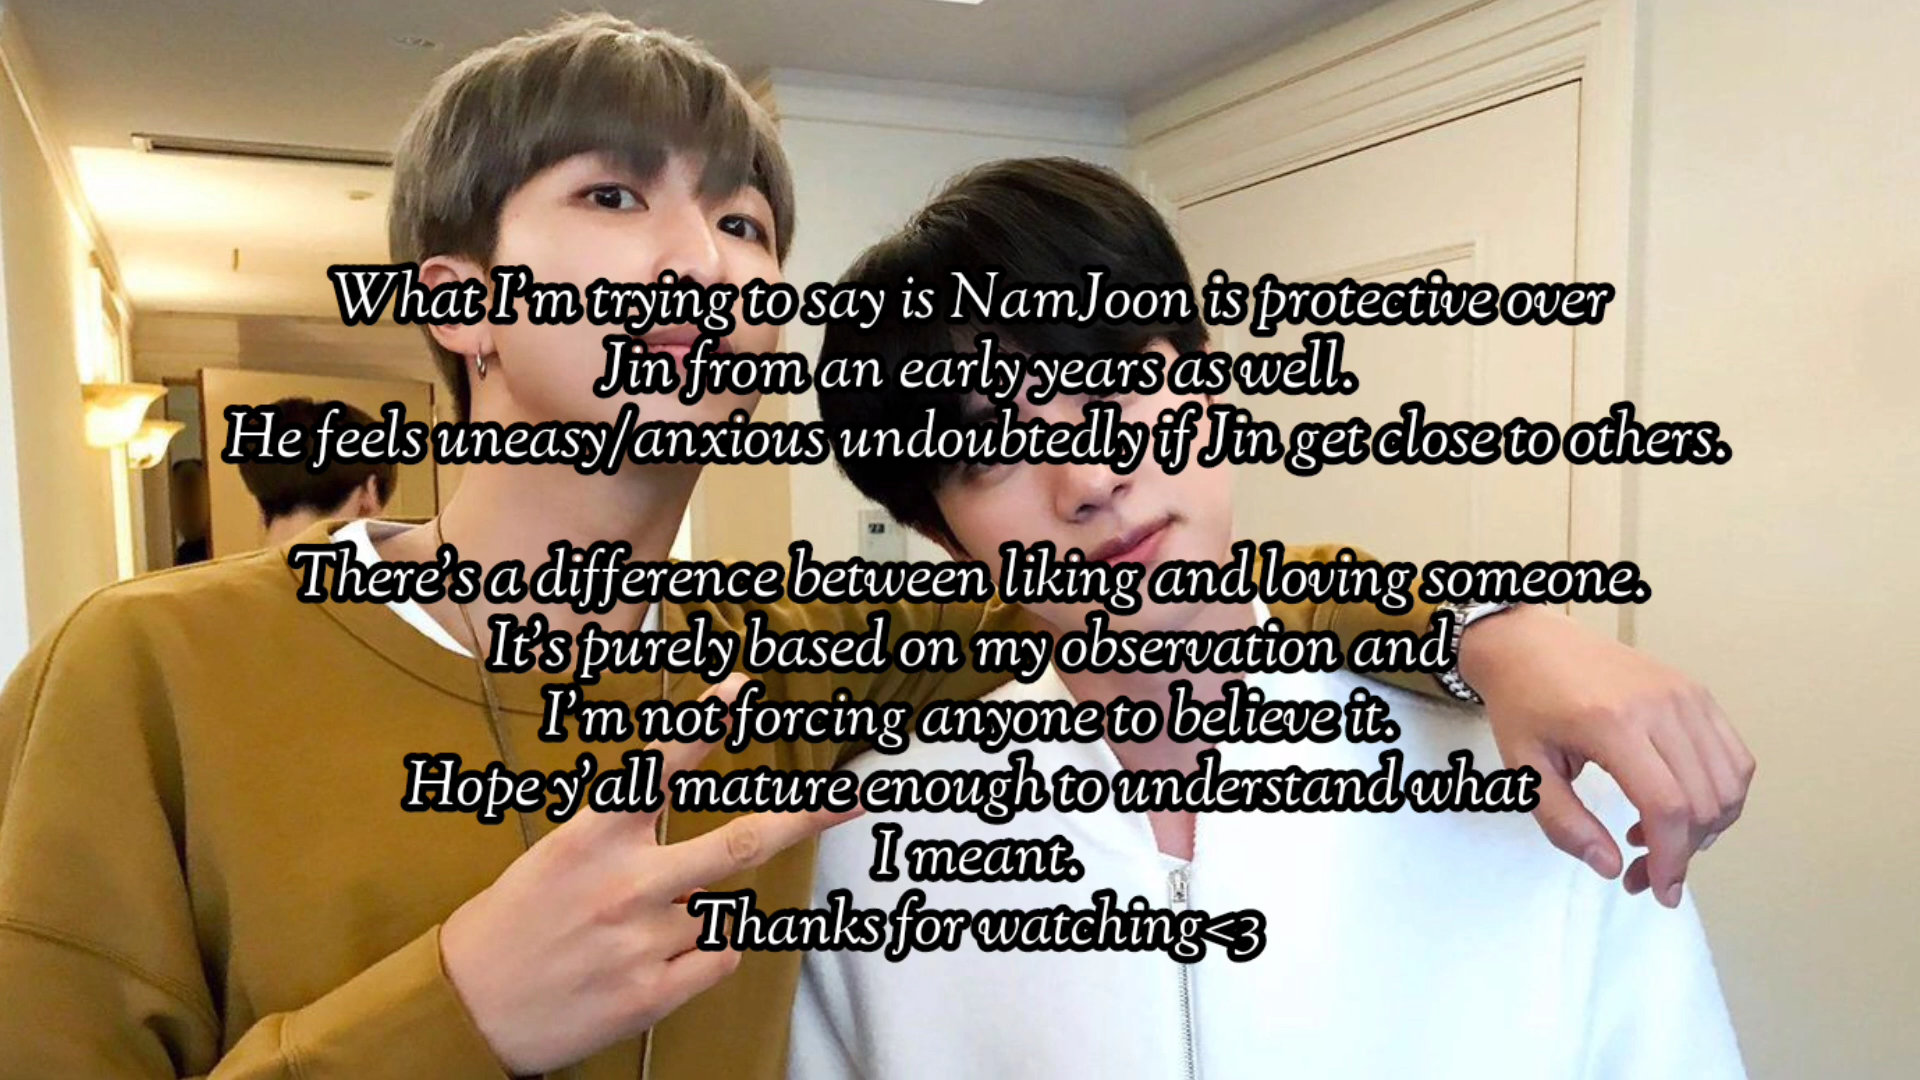 What I'm trying to say is NamJoon is protective over
Jin from an early years as well.
He feels uneasy/anxious undoubtedly if Jin get close to others.
There's a difference between liking and loving someone.
It's purely based on my observation and
I'm not forcing anyone to believe it.
Hope y'all mature enough to understand what
I meant.
Thanks for watching<3